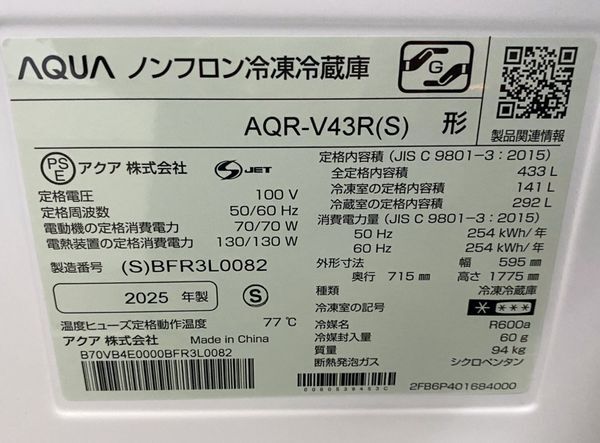 AQUA ノンフロン冷凍冷蔵庫
G
AQR-V43R(S) 形
製品関連情報
PS
E
アクア 株式会社
S JET
定格電圧 100 V
定格周波数 50/60 Hz
電動機の定格消費電力 70/70 W
電熱装置の定格消費電力 130/130 W
製造番号 (S)BFR3L0082
2025 年製
S
温度ヒューズ定格動作温度 77 ℃
アクア 株式会社 Made in China
B70VB4E0000BFR3L0082
定格内容積 (JIS C 9801-3 : 2015)
全定格内容積 433 L
冷凍室の定格内容積 141 L
冷蔵室の定格内容積 292 L
消費電力量 (JIS C 9801-3 : 2015)
50 Hz 254 kWh/年
60 Hz 254 kWh/年
外形寸法 幅 595 mm
奥行 715 mm 高さ 1775 mm
種類 冷凍冷蔵庫
冷凍室の記号
冷媒名 R600a
冷媒封入量 60 g
質量 94 kg
断熱発泡ガス シクロペンタン
0060539453C
2FB6P401684000